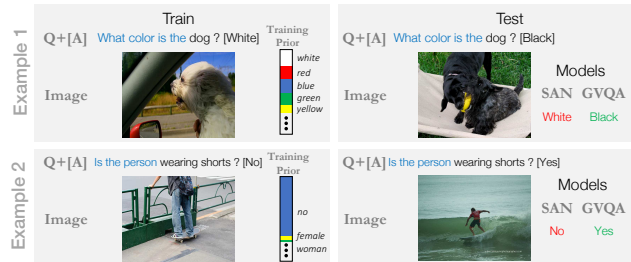 Train
Test
Example 1
Q+[A] What color is the dog ? [White]
Training
Prior
white
red
blue
green
yellow
Image
Q+[A] What color is the dog ? [Black]
Image
Models
SAN GVQA
White Black
Example 2
Q+[A] Is the person wearing shorts ? [No]
Training
Prior
no
female
woman
Image
Q+[A] Is the person wearing shorts ? [Yes]
Image
Models
SAN GVQA
No Yes